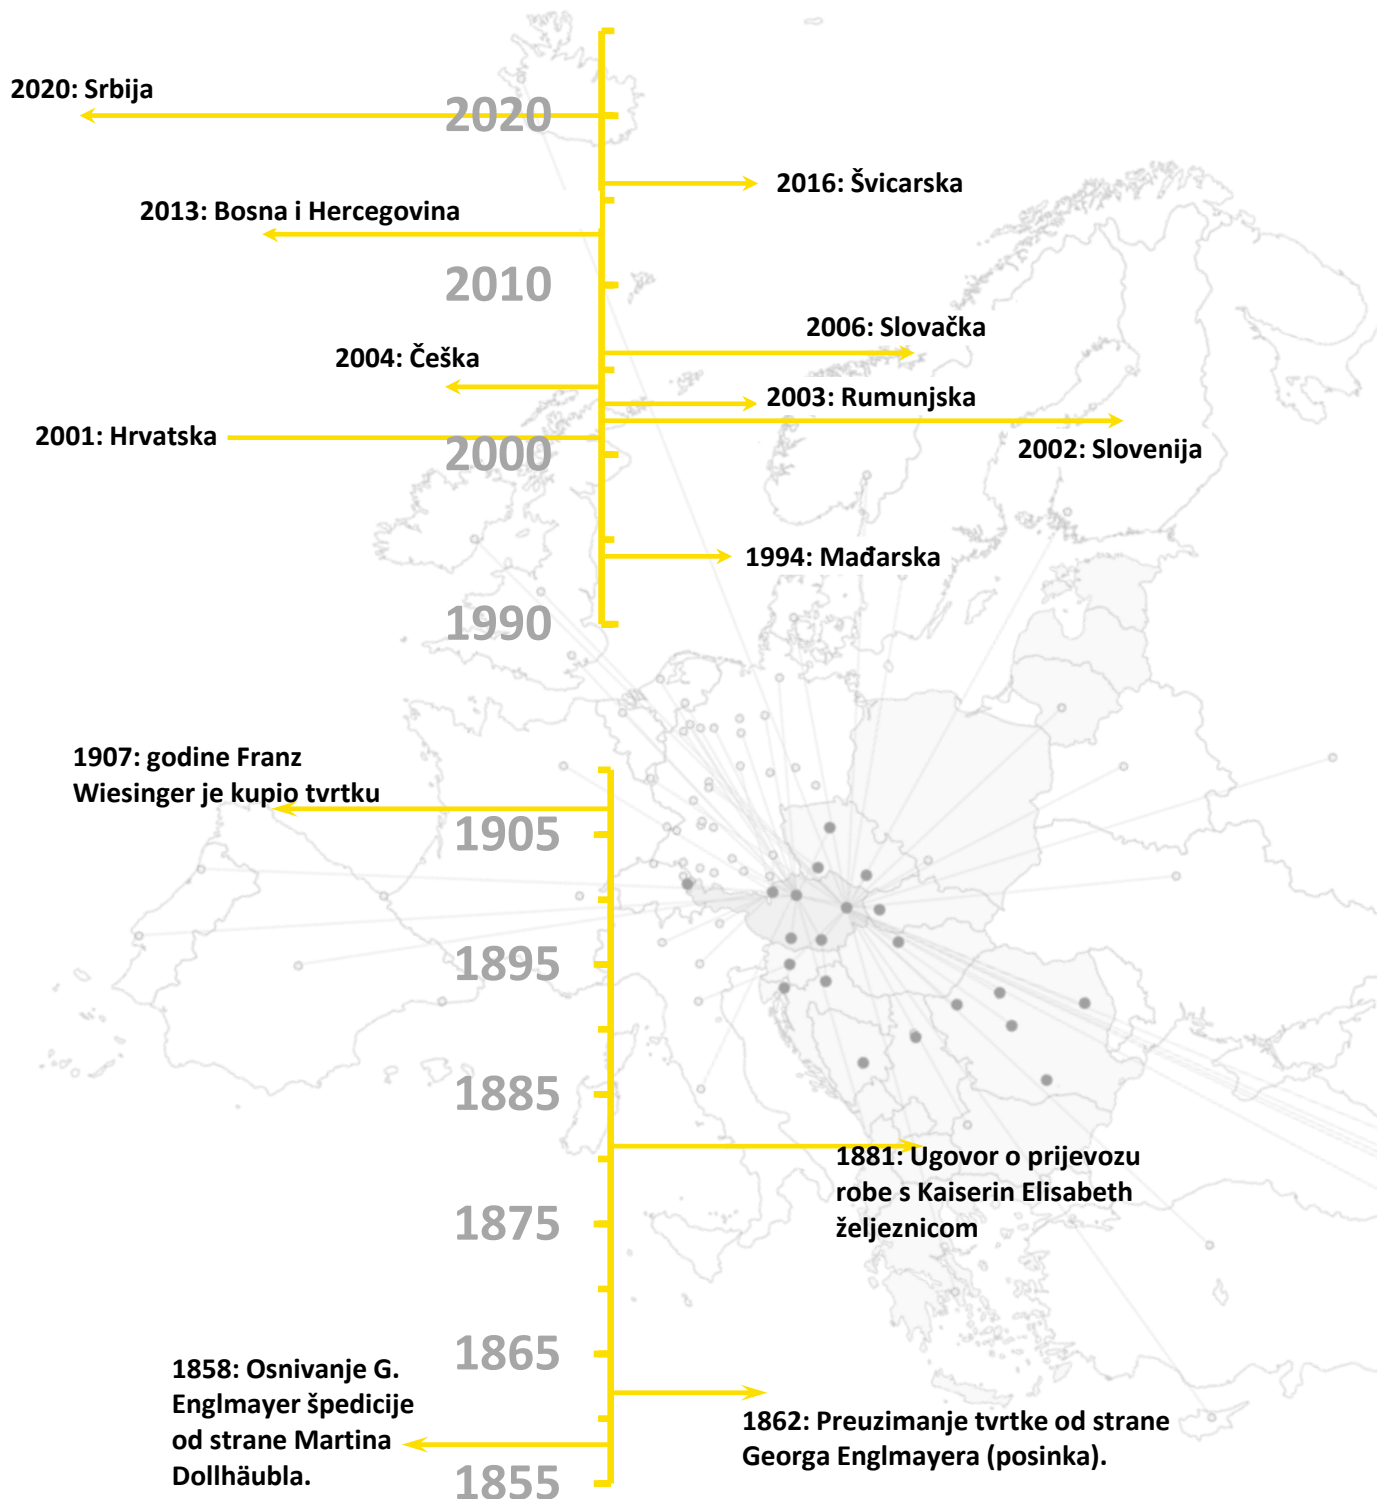 2020: Srbija
2020
2016: Švicarska
2013: Bosna i Hercegovina
2010
2006: Slovačka
2004: Češka
2003: Rumunjska
2001: Hrvatska
2000
2002: Slovenija
1994: Mađarska
1990
1907: godine Franz
Wiesinger je kupio tvrtku
1905
1895
1885
1881: Ugovor o prijevozu
robe s Kaiserin Elisabeth
željeznicom
1875
1865
1858: Osnivanje G.
Englmayer špedicije
od strane Martina
Dollhäubla.
1862: Preuzimanje tvrtke od strane
Georga Englmayera (posinka).
1855